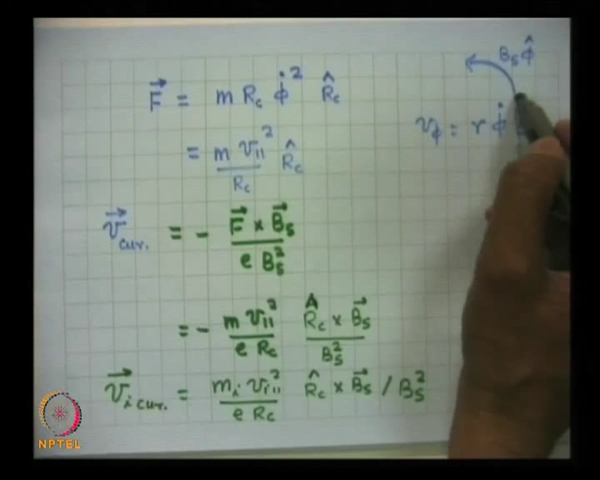 F⃗ = m R_c φ̇² R̂_c
B_s φ̂
v_φ = r φ̇
= m v_∥² / R_c R̂_c
v⃗_cur. = - F⃗ × B⃗_s / e B_s²
= - m v_∥² / e R_c R̂_c × B⃗_s / B_s²
v⃗_i cur. = m_i v_i∥² / e R_c R̂_c × B⃗_s / B_s²
NPTEL